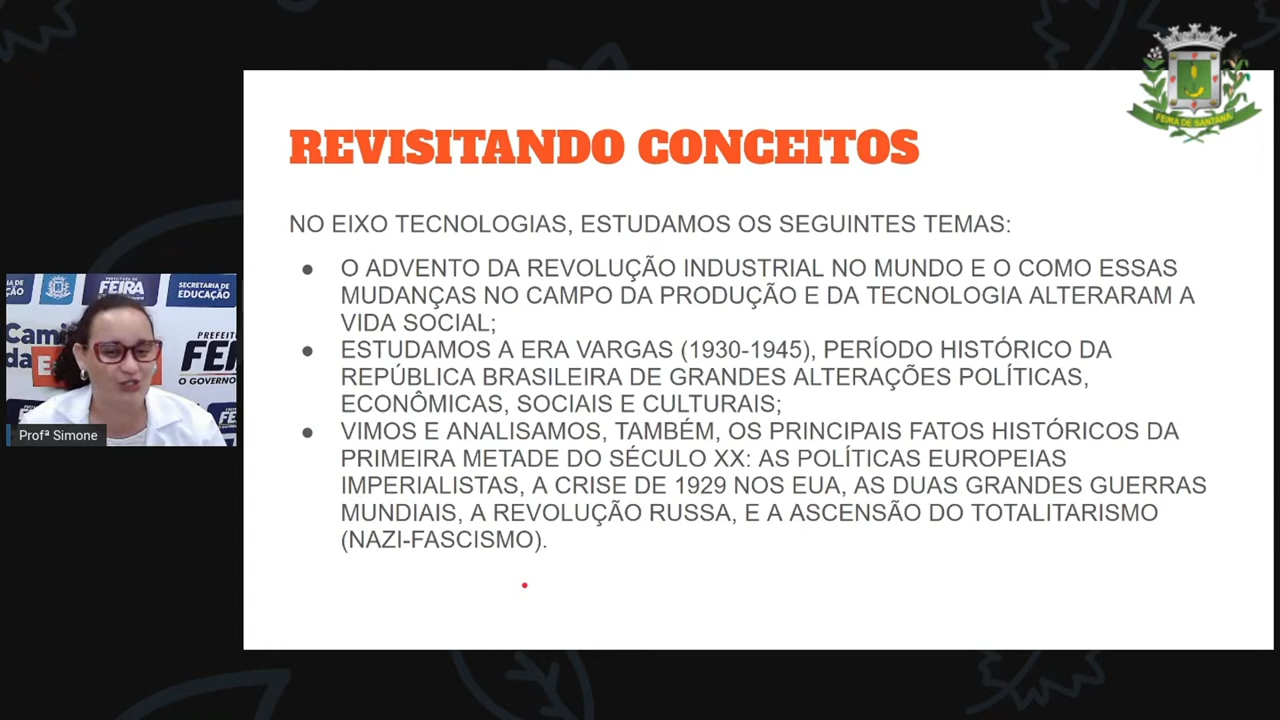 FEIRA DE SANTANA
REVISITANDO CONCEITOS
NO EIXO TECNOLOGIAS, ESTUDAMOS OS SEGUINTES TEMAS:
● O ADVENTO DA REVOLUÇÃO INDUSTRIAL NO MUNDO E O COMO ESSAS
MUDANÇAS NO CAMPO DA PRODUÇÃO E DA TECNOLOGIA ALTERARAM A
VIDA SOCIAL;
● ESTUDAMOS A ERA VARGAS (1930-1945), PERÍODO HISTÓRICO DA
REPÚBLICA BRASILEIRA DE GRANDES ALTERAÇÕES POLÍTICAS,
ECONÔMICAS, SOCIAIS E CULTURAIS;
● VIMOS E ANALISAMOS, TAMBÉM, OS PRINCIPAIS FATOS HISTÓRICOS DA
PRIMEIRA METADE DO SÉCULO XX: AS POLÍTICAS EUROPEIAS
IMPERIALISTAS, A CRISE DE 1929 NOS EUA, AS DUAS GRANDES GUERRAS
MUNDIAIS, A REVOLUÇÃO RUSSA, E A ASCENSÃO DO TOTALITARISMO
(NAZI-FASCISMO).
FEIRA
SECRETARIA DE
EDUCAÇÃO
Cami
da
PREFEIT
FE
O GOVERNO
Profª Simone